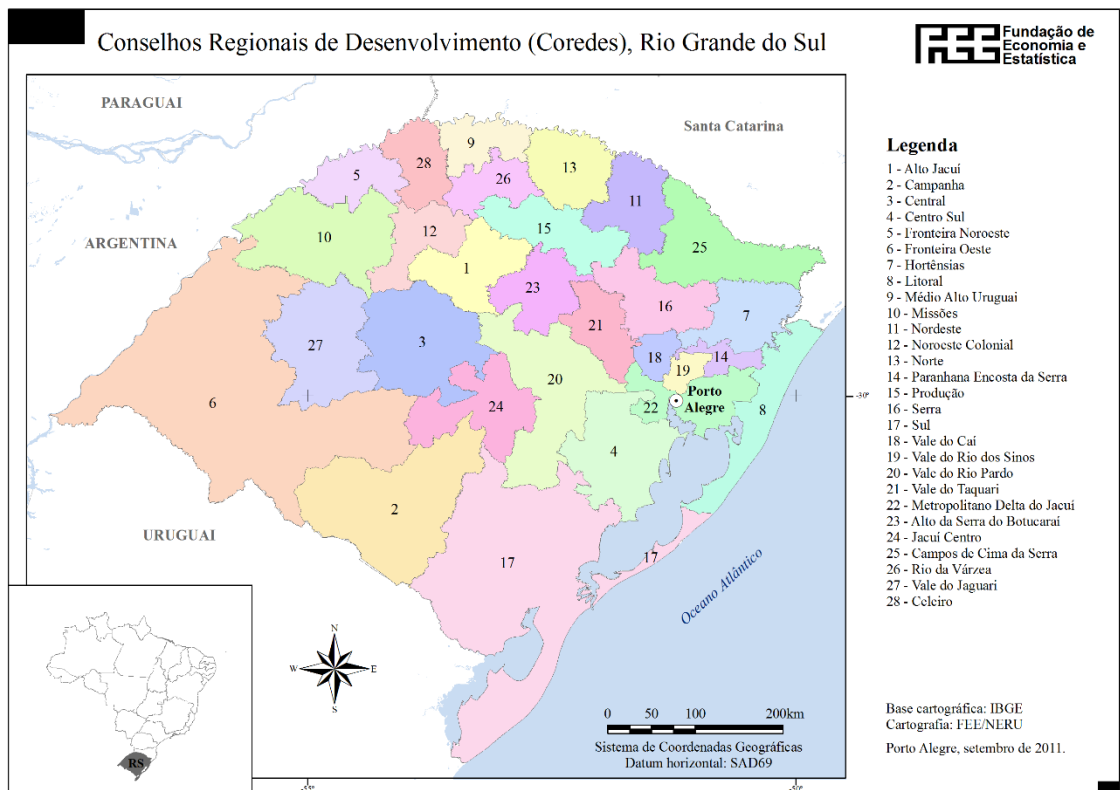 Conselhos Regionais de Desenvolvimento (Coredes), Rio Grande do Sul
FEE Fundação de
Economia e
Estatística
PARAGUAI
Santa Catarina
ARGENTINA
URUGUAI
Oceano Atlântico
Porto
Alegre
9
28
13
5
26
11
15
10
12
25
1
23
16
7
21
27
3
18
14
19
20
6
24
22
8
4
2
17
17
-30°
Legenda
1 - Alto Jacuí
2 - Campanha
3 - Central
4 - Centro Sul
5 - Fronteira Noroeste
6 - Fronteira Oeste
7 - Hortênsias
8 - Litoral
9 - Médio Alto Uruguai
10 - Missões
11 - Nordeste
12 - Noroeste Colonial
13 - Norte
14 - Paranhana Encosta da Serra
15 - Produção
16 - Serra
17 - Sul
18 - Vale do Caí
19 - Vale do Rio dos Sinos
20 - Vale do Rio Pardo
21 - Vale do Taquari
22 - Metropolitano Delta do Jacuí
23 - Alto da Serra do Botucaraí
24 - Jacuí Centro
25 - Campos de Cima da Serra
26 - Rio da Várzea
27 - Vale do Jaguari
28 - Celeiro
RS
N
W E
S
0 50 100 200km
Sistema de Coordenadas Geográficas
Datum horizontal: SAD69
Base cartográfica: IBGE
Cartografia: FEE/NERU
Porto Alegre, setembro de 2011.